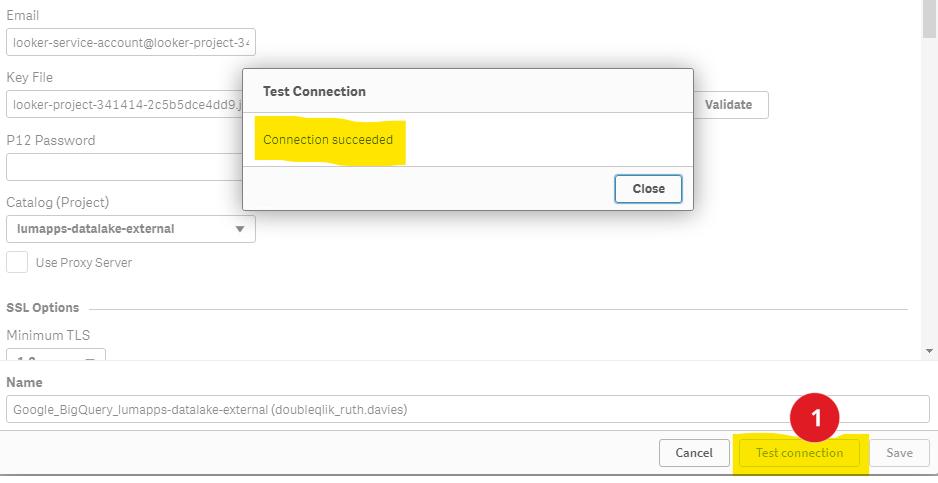 Email
looker-service-account@looker-project-34
Key File
looker-project-341414-2c5b5dce4dd9.j
Validate
Test Connection
Connection succeeded
Close
P12 Password
Catalog (Project)
lumapps-datalake-external
Use Proxy Server
SSL Options
Minimum TLS
Name
Google_BigQuery_lumapps-datalake-external (doubleqlik_ruth.davies)
1
Cancel
Test connection
Save